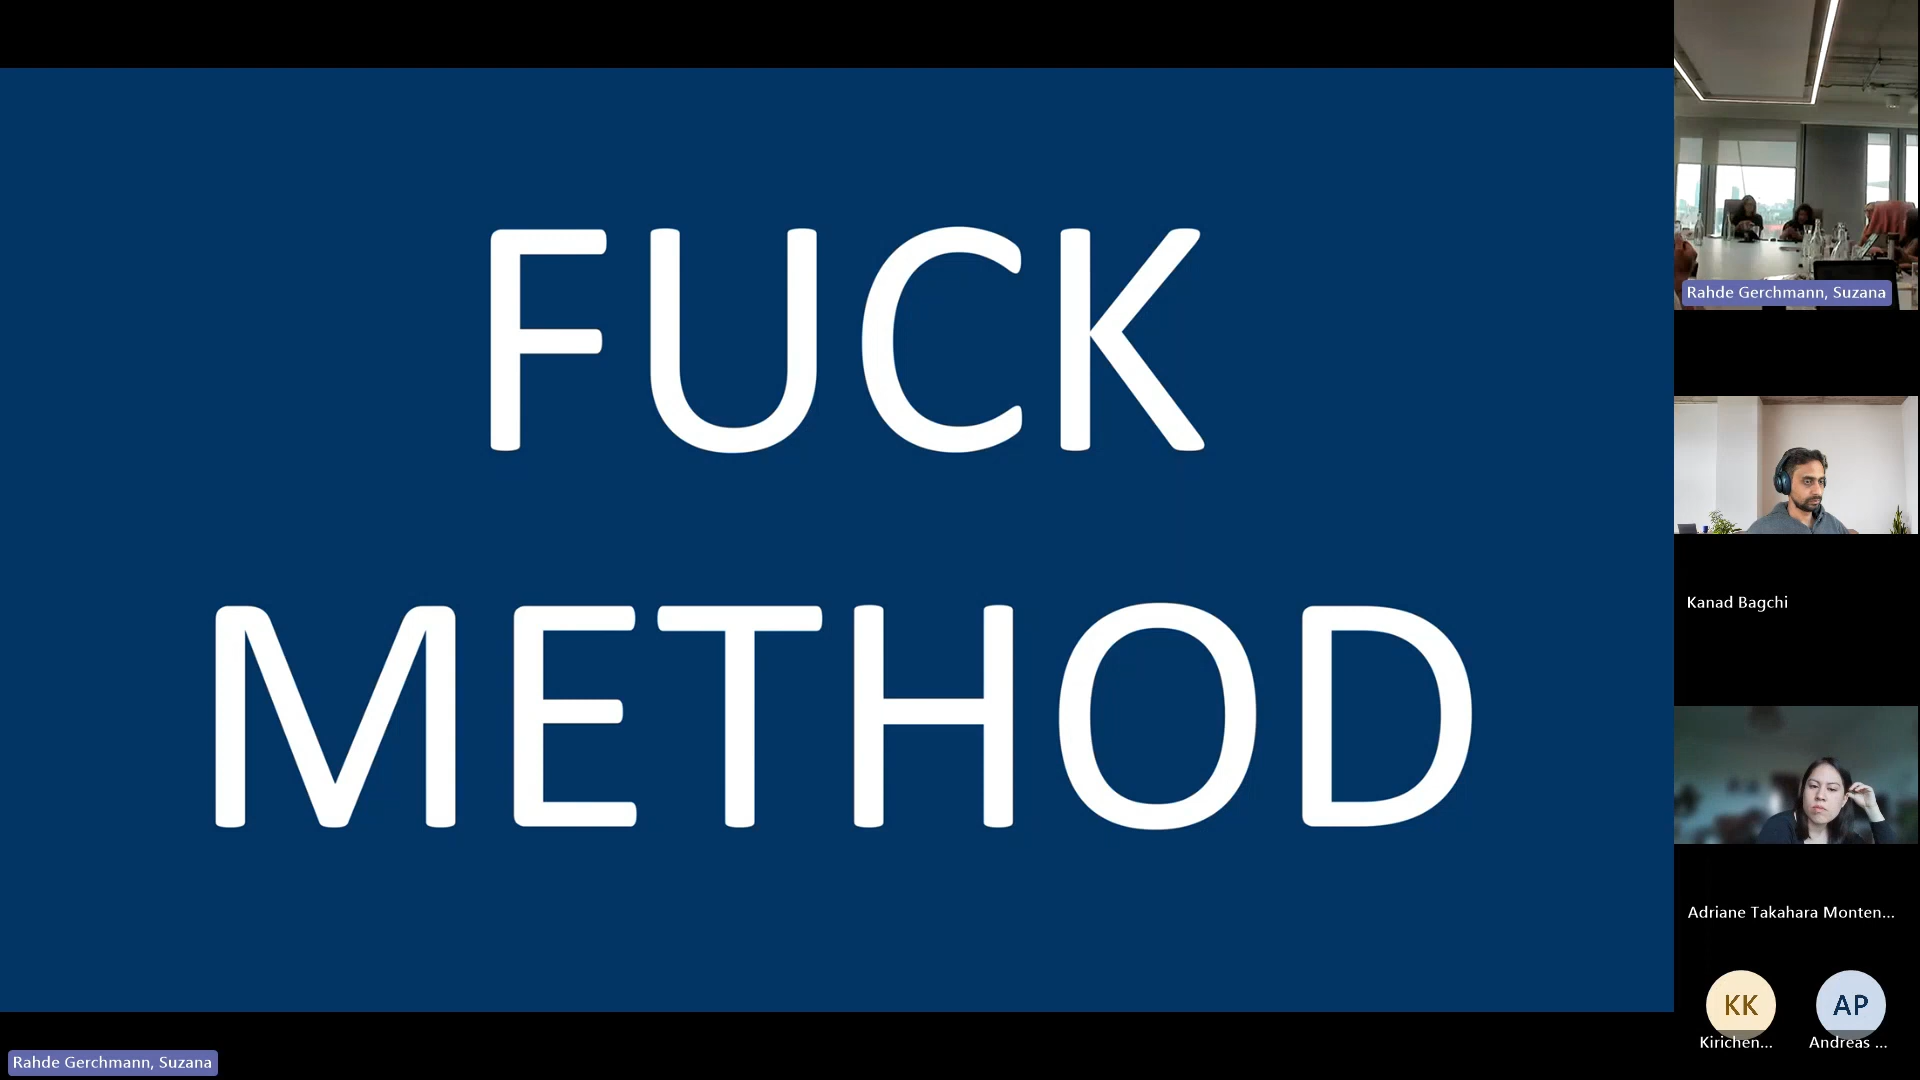 FUCK
METHOD
Rahde Gerchmann, Suzana
Rahde Gerchmann, Suzana
Kanad Bagchi
Adriane Takahara Monten...
KK
AP
Kirichen...
Andreas ...